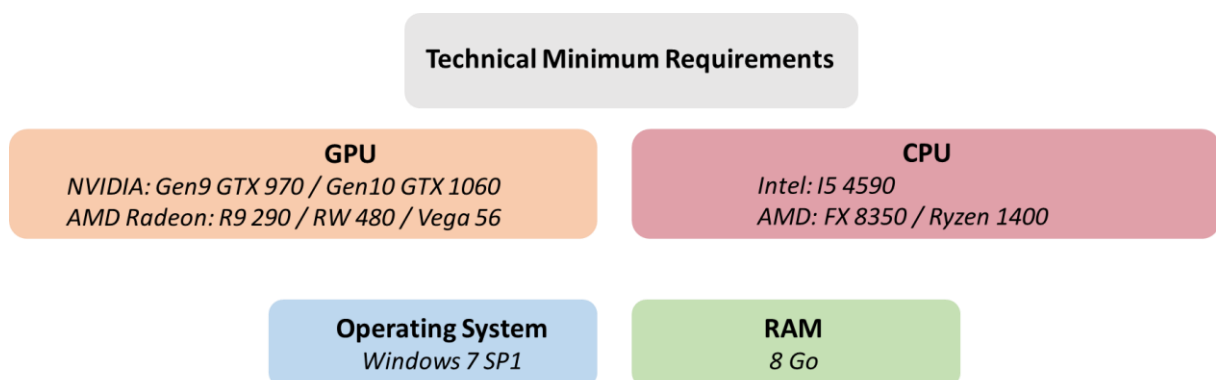 Technical Minimum Requirements
GPU
NVIDIA: Gen9 GTX 970 / Gen10 GTX 1060
AMD Radeon: R9 290 / RW 480 / Vega 56
CPU
Intel: I5 4590
AMD: FX 8350 / Ryzen 1400
Operating System
Windows 7 SP1
RAM
8 Go